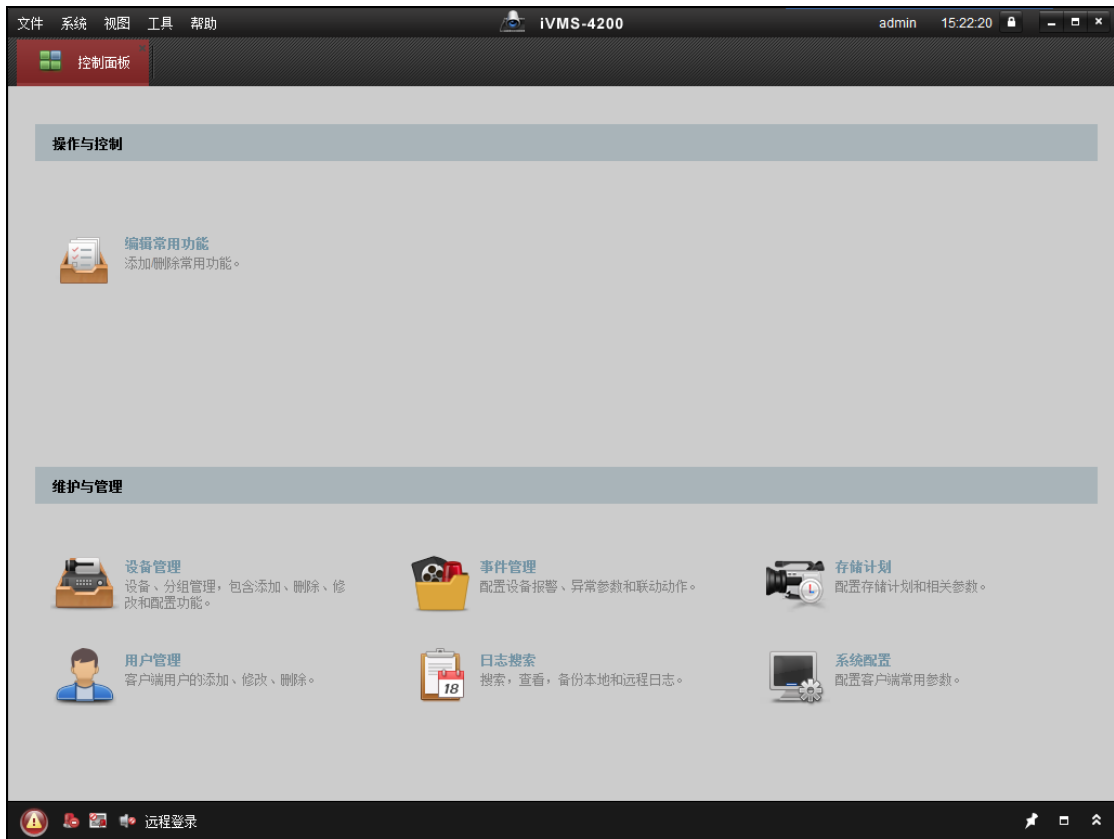 文件 系统 视图 工具 帮助 iVMS-4200 admin 15:22:20
控制面板
操作与控制
编辑常用功能
添加/删除常用功能。
维护与管理
设备管理
设备、分组管理，包含添加、删除、修
改和配置功能。
事件管理
配置设备报警、异常参数和联动动作。
存储计划
配置存储计划和相关参数。
用户管理
客户端用户的添加、修改、删除。
18
日志搜索
搜索，查看，备份本地和远程日志。
系统配置
配置客户端常用参数。
远程登录